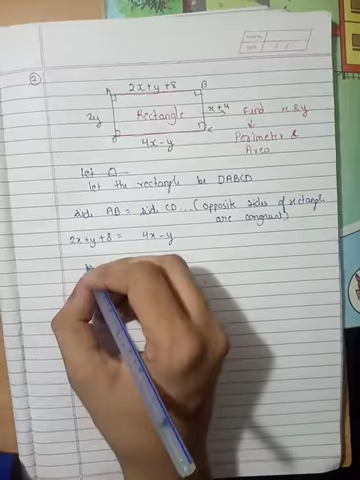 ②
A 2x+y+8 B
2y Rectangle x+4 Find x & y
D 4x-y C Perimeter &
Area
let
let the rectangle be □ABCD
side AB = side CD ... (opposite sides of rectangle
are congruent)
2x+y+8 = 4x-y